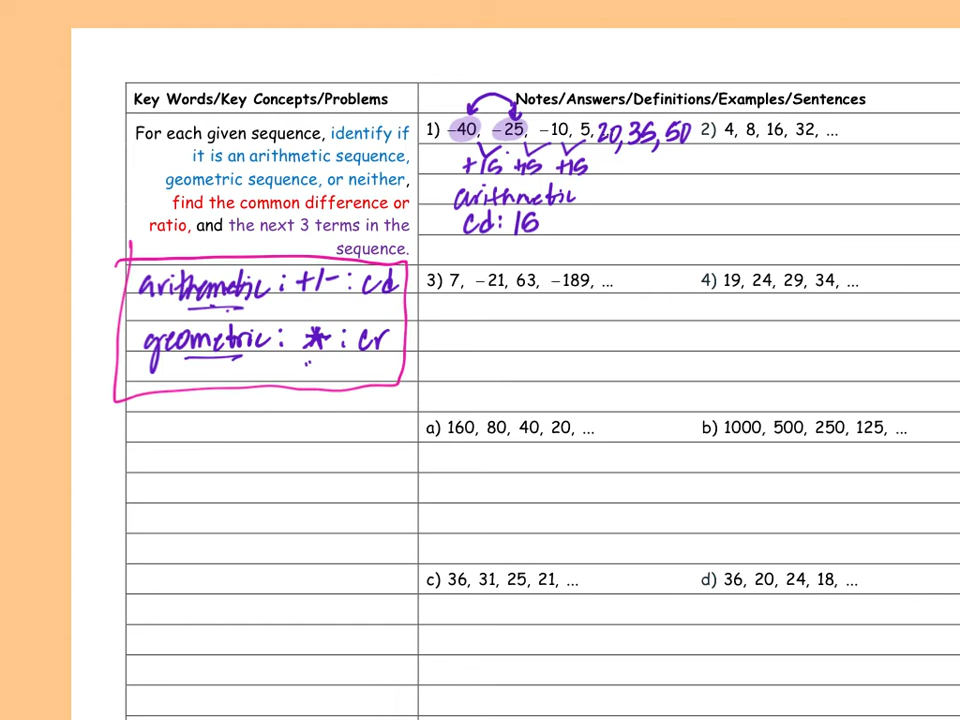 Key Words/Key Concepts/Problems
Notes/Answers/Definitions/Examples/Sentences
For each given sequence, identify if
it is an arithmetic sequence,
geometric sequence, or neither,
find the common difference or
ratio, and the next 3 terms in the
sequence.
arithmetic : +/- : cd
geometric : * : cr
1) -40, -25, -10, 5, 20, 35, 50
+15 +15 +15
arithmetic
cd: 15
2) 4, 8, 16, 32, ...
3) 7, -21, 63, -189, ...
4) 19, 24, 29, 34, ...
a) 160, 80, 40, 20, ...
b) 1000, 500, 250, 125, ...
c) 36, 31, 25, 21, ...
d) 36, 20, 24, 18, ...